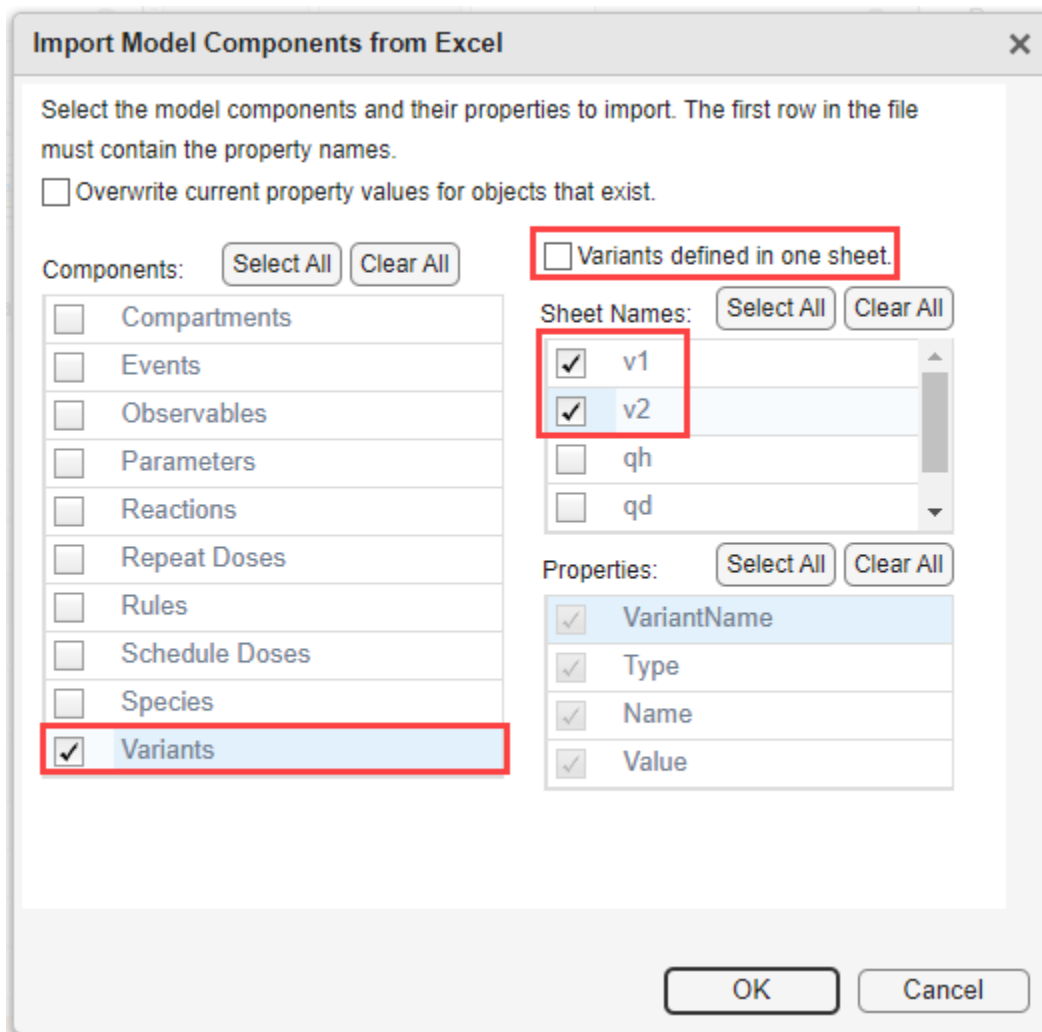 Import Model Components from Excel
Select the model components and their properties to import. The first row in the file
must contain the property names.
Overwrite current property values for objects that exist.
Components:
Select All
Clear All
Compartments
Events
Observables
Parameters
Reactions
Repeat Doses
Rules
Schedule Doses
Species
Variants
Variants defined in one sheet.
Sheet Names:
Select All
Clear All
v1
v2
qh
qd
Properties:
Select All
Clear All
VariantName
Type
Name
Value
OK
Cancel